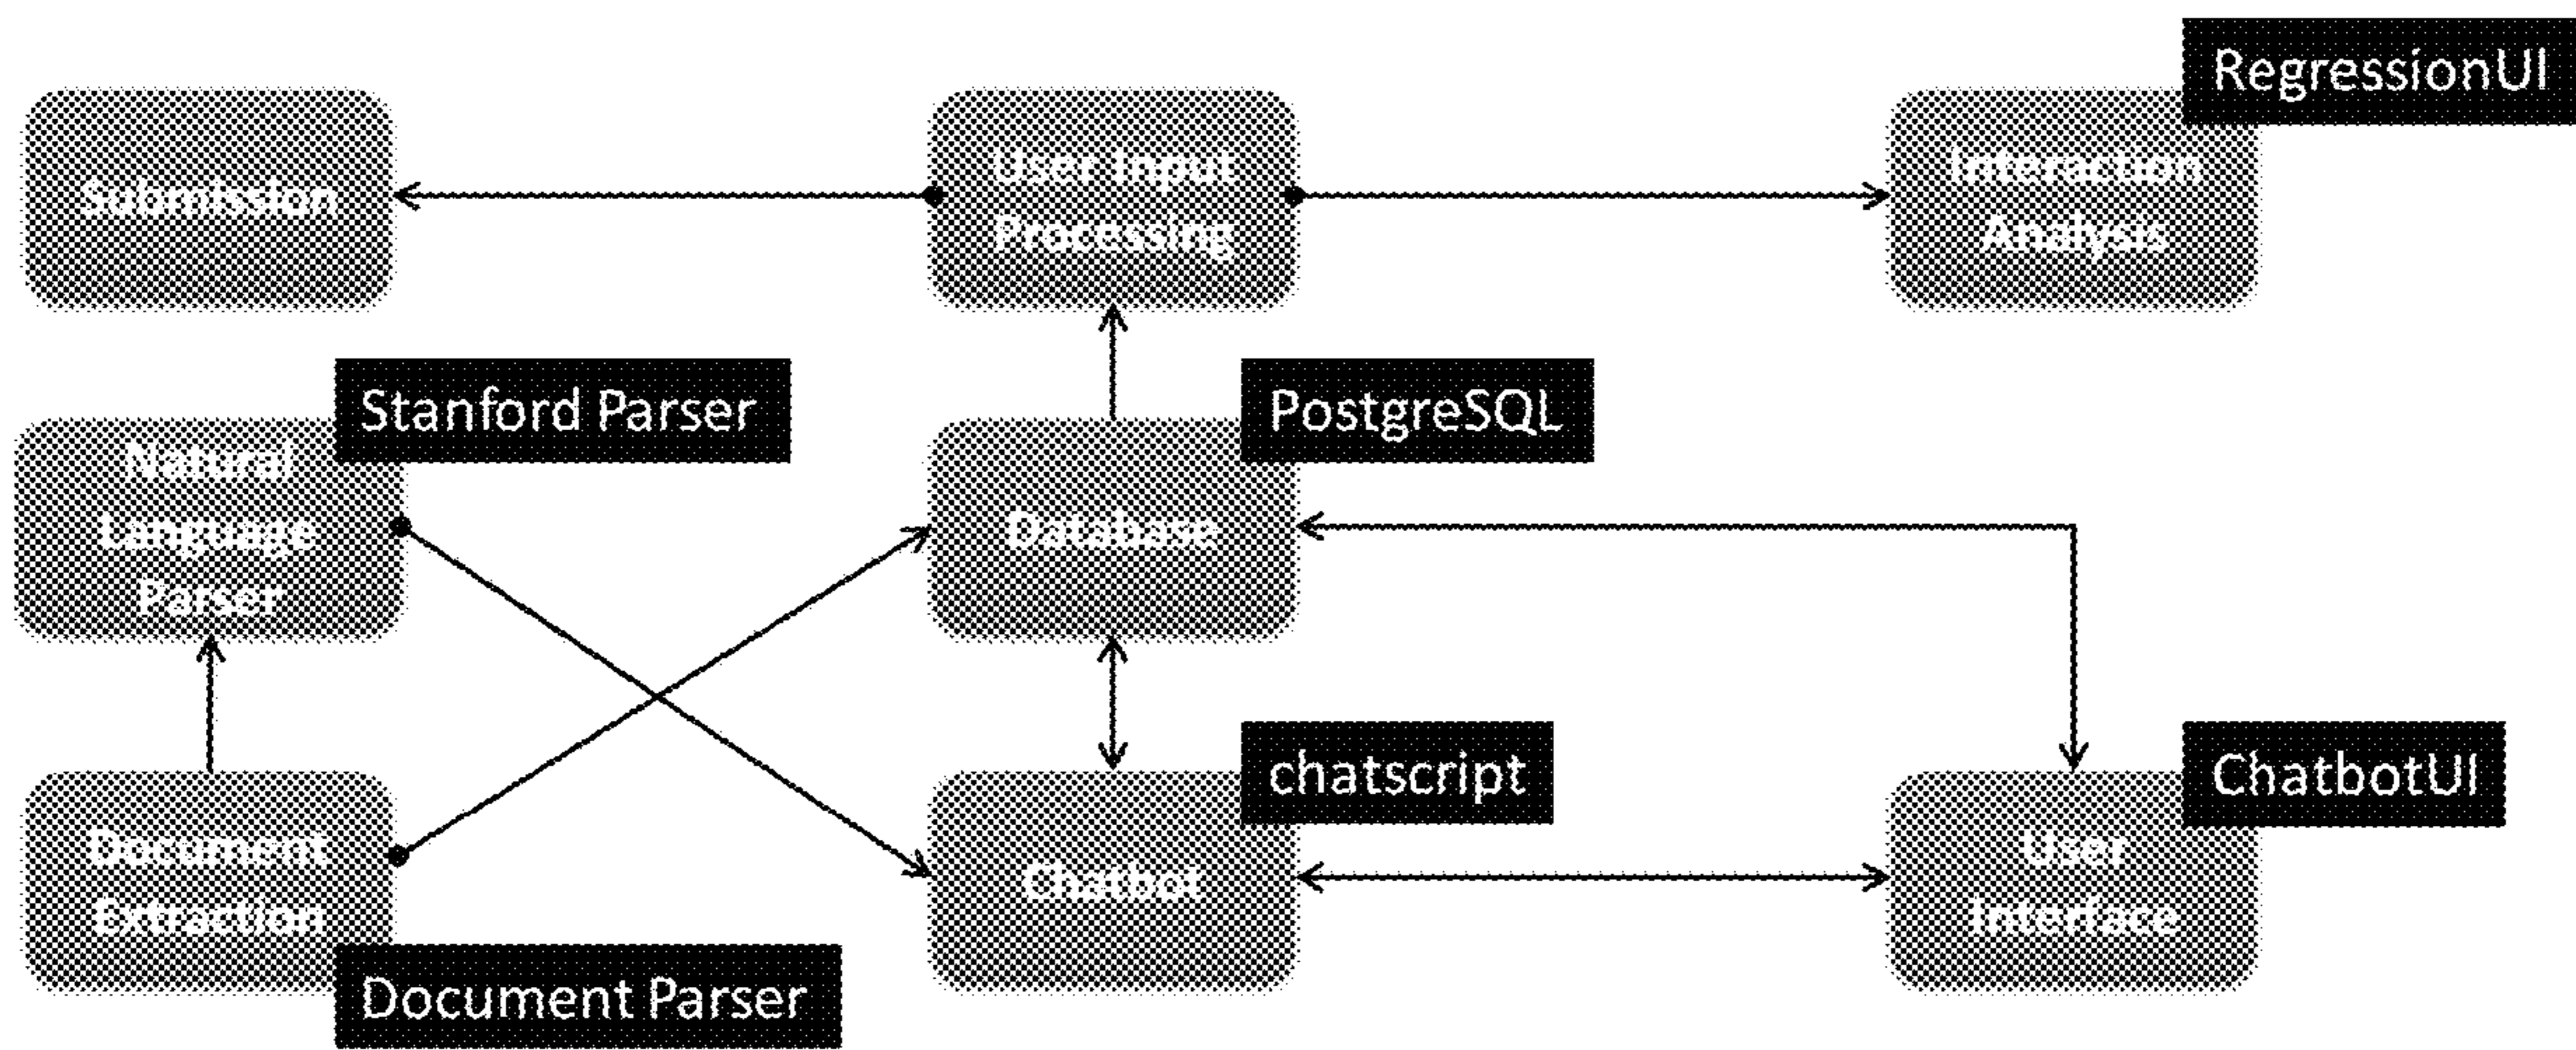 RegressionUI
Submission
User Input
Processing
Interaction
Analysis
Stanford Parser
Natural
Language
Parser
PostgreSQL
Database
chatscript
Chatbot
ChatbotUI
User
Interface
Document
Extraction
Document Parser